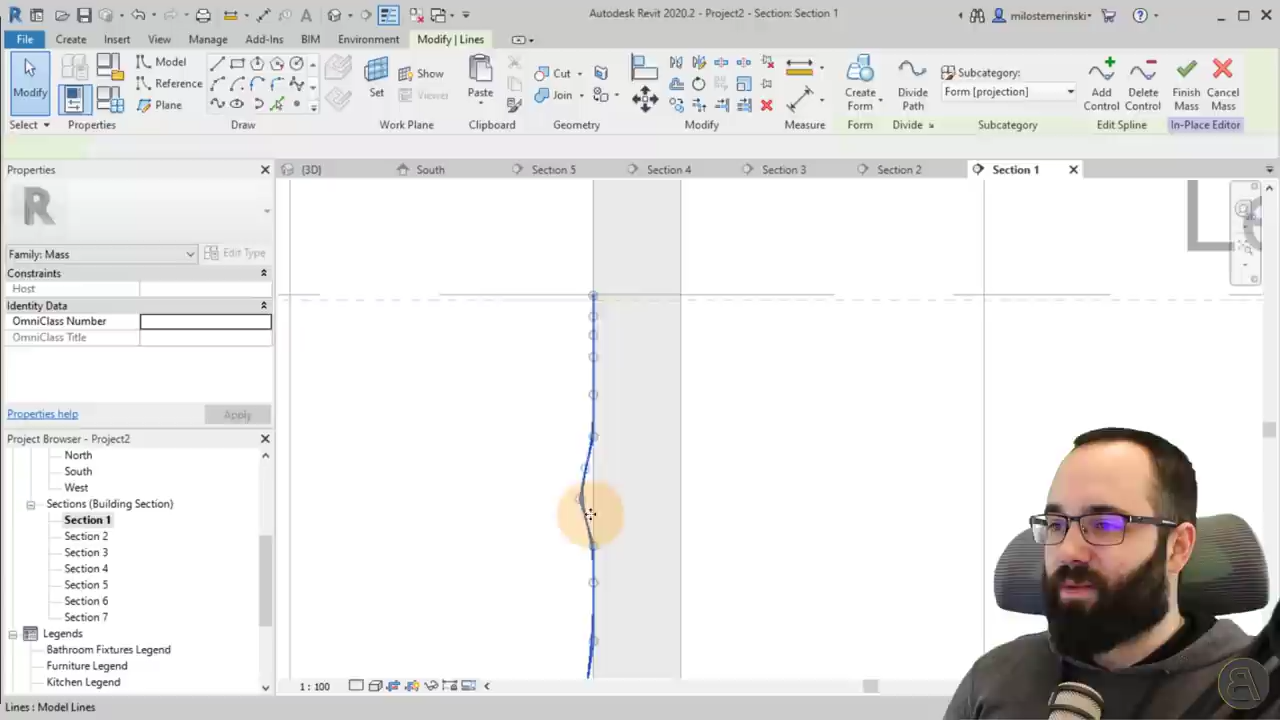 Autodesk Revit 2020.2 - Project2 - Section: Section 1
milostemerinski
File Create Insert View Manage Add-Ins BIM Environment Modify | Lines
Modify
Select
Properties
Model
Reference
Plane
Draw
Set
Show
Viewer
Work Plane
Paste
Clipboard
Cut
Join
Geometry
Modify
Measure
Create
Form
Form
Divide
Path
Divide
Subcategory:
Form [projection]
Subcategory
Add
Control
Delete
Control
Edit Spline
Finish
Mass
Cancel
Mass
In-Place Editor
Properties
R
Family: Mass
Edit Type
Constraints
Host
Identity Data
OmniClass Number
OmniClass Title
Properties help
Apply
{3D} South Section 5 Section 4 Section 3 Section 2 Section 1
Project Browser - Project2
North
South
West
Sections (Building Section)
Section 1
Section 2
Section 3
Section 4
Section 5
Section 6
Section 7
Legends
Bathroom Fixtures Legend
Furniture Legend
Kitchen Legend
1 : 100
Lines : Model Lines